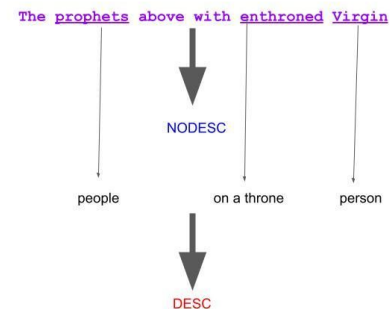 The prophets above with enthroned Virgin
NODESC
people on a throne person
DESC